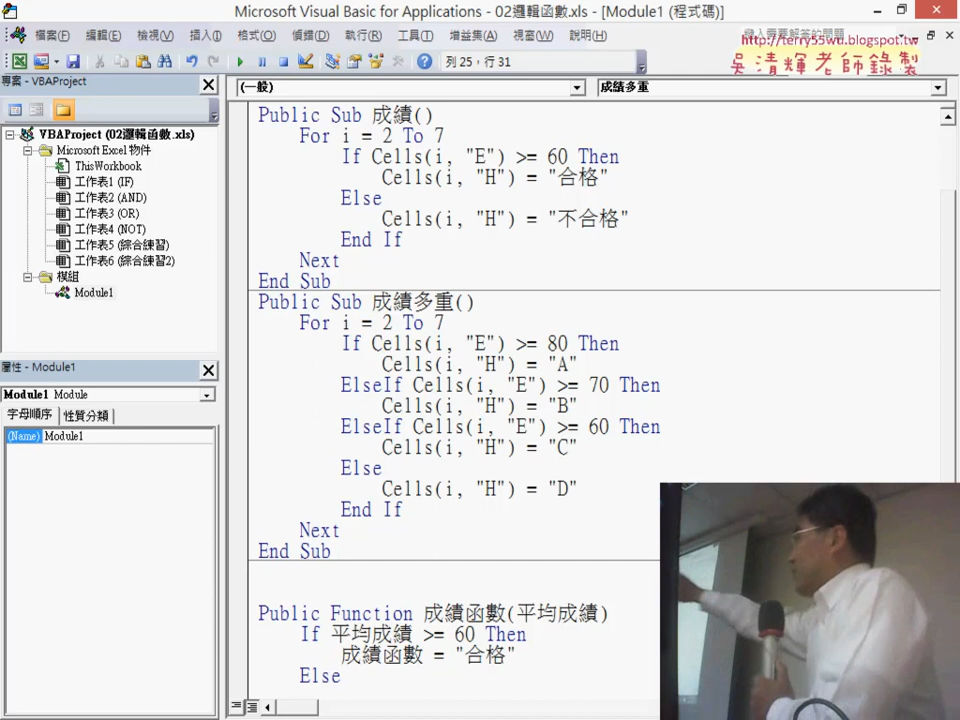 Microsoft Visual Basic for Applications - 02邏輯函數.xls - [Module1 (程式碼)]
檔案(F) 編輯(E) 檢視(V) 插入(I) 格式(O) 偵錯(D) 執行(R) 工具(T) 增益集(A) 視窗(W) 說明(H)
http://terry55wu.blogspot.tw
吳清輝老師錄製
列 25，行 31
專案 - VBAProject
(一般)
成績多重
VBAProject (02邏輯函數.xls)
Microsoft Excel 物件
ThisWorkbook
工作表1 (IF)
工作表2 (AND)
工作表3 (OR)
工作表4 (NOT)
工作表5 (綜合練習)
工作表6 (綜合練習2)
模組
Module1
屬性 - Module1
Module1 Module
字母順序 性質分類
(Name) Module1
Public Sub 成績()
For i = 2 To 7
If Cells(i, "E") >= 60 Then
Cells(i, "H") = "合格"
Else
Cells(i, "H") = "不合格"
End If
Next
End Sub
Public Sub 成績多重()
For i = 2 To 7
If Cells(i, "E") >= 80 Then
Cells(i, "H") = "A"
ElseIf Cells(i, "E") >= 70 Then
Cells(i, "H") = "B"
ElseIf Cells(i, "E") >= 60 Then
Cells(i, "H") = "C"
Else
Cells(i, "H") = "D"
End If
Next
End Sub
Public Function 成績函數(平均成績)
If 平均成績 >= 60 Then
成績函數 = "合格"
Else